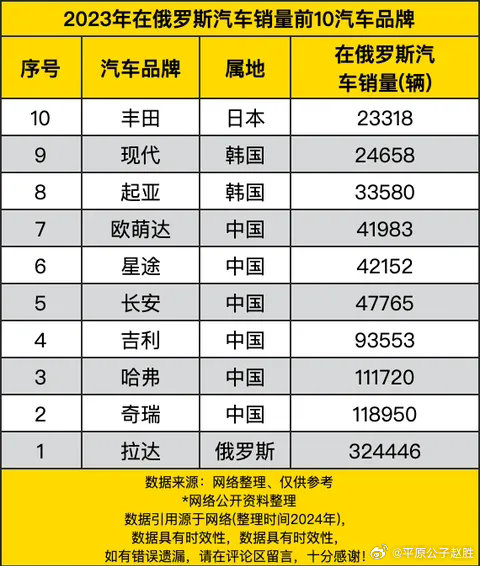 2023年在俄罗斯汽车销量前10汽车品牌
序号 汽车品牌 属地 在俄罗斯汽
车销量(辆)
10 丰田 日本 23318
9 现代 韩国 24658
8 起亚 韩国 33580
7 欧萌达 中国 41983
6 星途 中国 42152
5 长安 中国 47765
4 吉利 中国 93553
3 哈弗 中国 111720
2 奇瑞 中国 118950
1 拉达 俄罗斯 324446
数据来源：网络整理、仅供参考
*网络公开资料整理
数据引用源于网络(整理时间2024年)，
数据具有时效性，数据具有时效性，
如有错误遗漏，请在评论区留言，十分感谢！
@平原公子赵胜